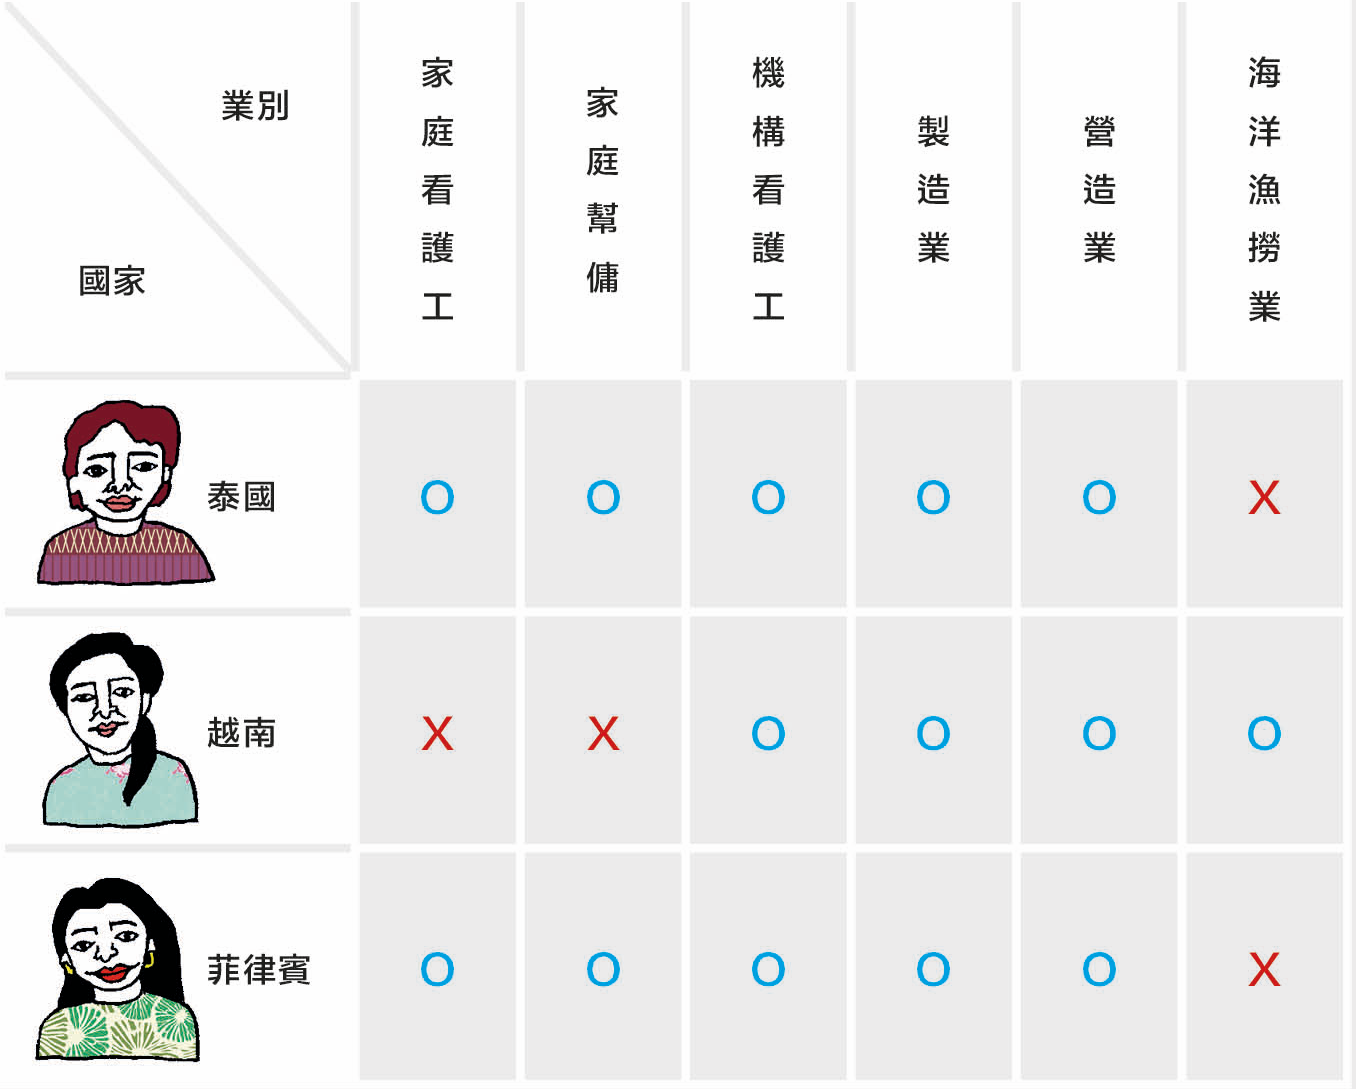 業別
國家
家庭看護工
家庭幫傭
機構看護工
製造業
營造業
海洋漁撈業
泰國 O O O O O X
越南 X X O O O O
菲律賓 O O O O O X